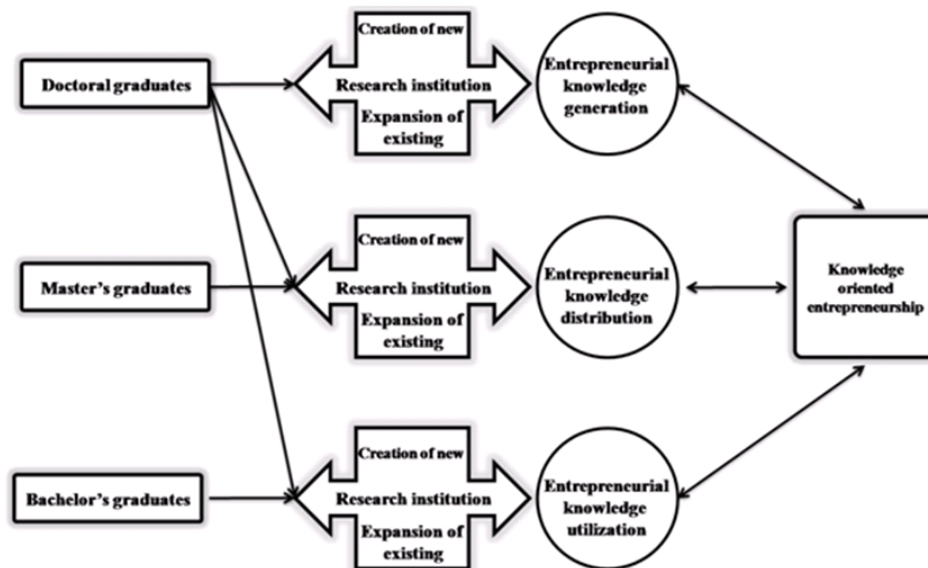 Creation of new
Doctoral graduates
Research institution
Expansion of
existing
Entrepreneurial
knowledge
generation
Creation of new
Master's graduates
Research institution
Expansion of
existing
Entrepreneurial
knowledge
distribution
Knowledge
oriented
entrepreneurship
Creation of new
Bachelor's graduates
Research institution
Expansion of
existing
Entrepreneurial
knowledge
utilization